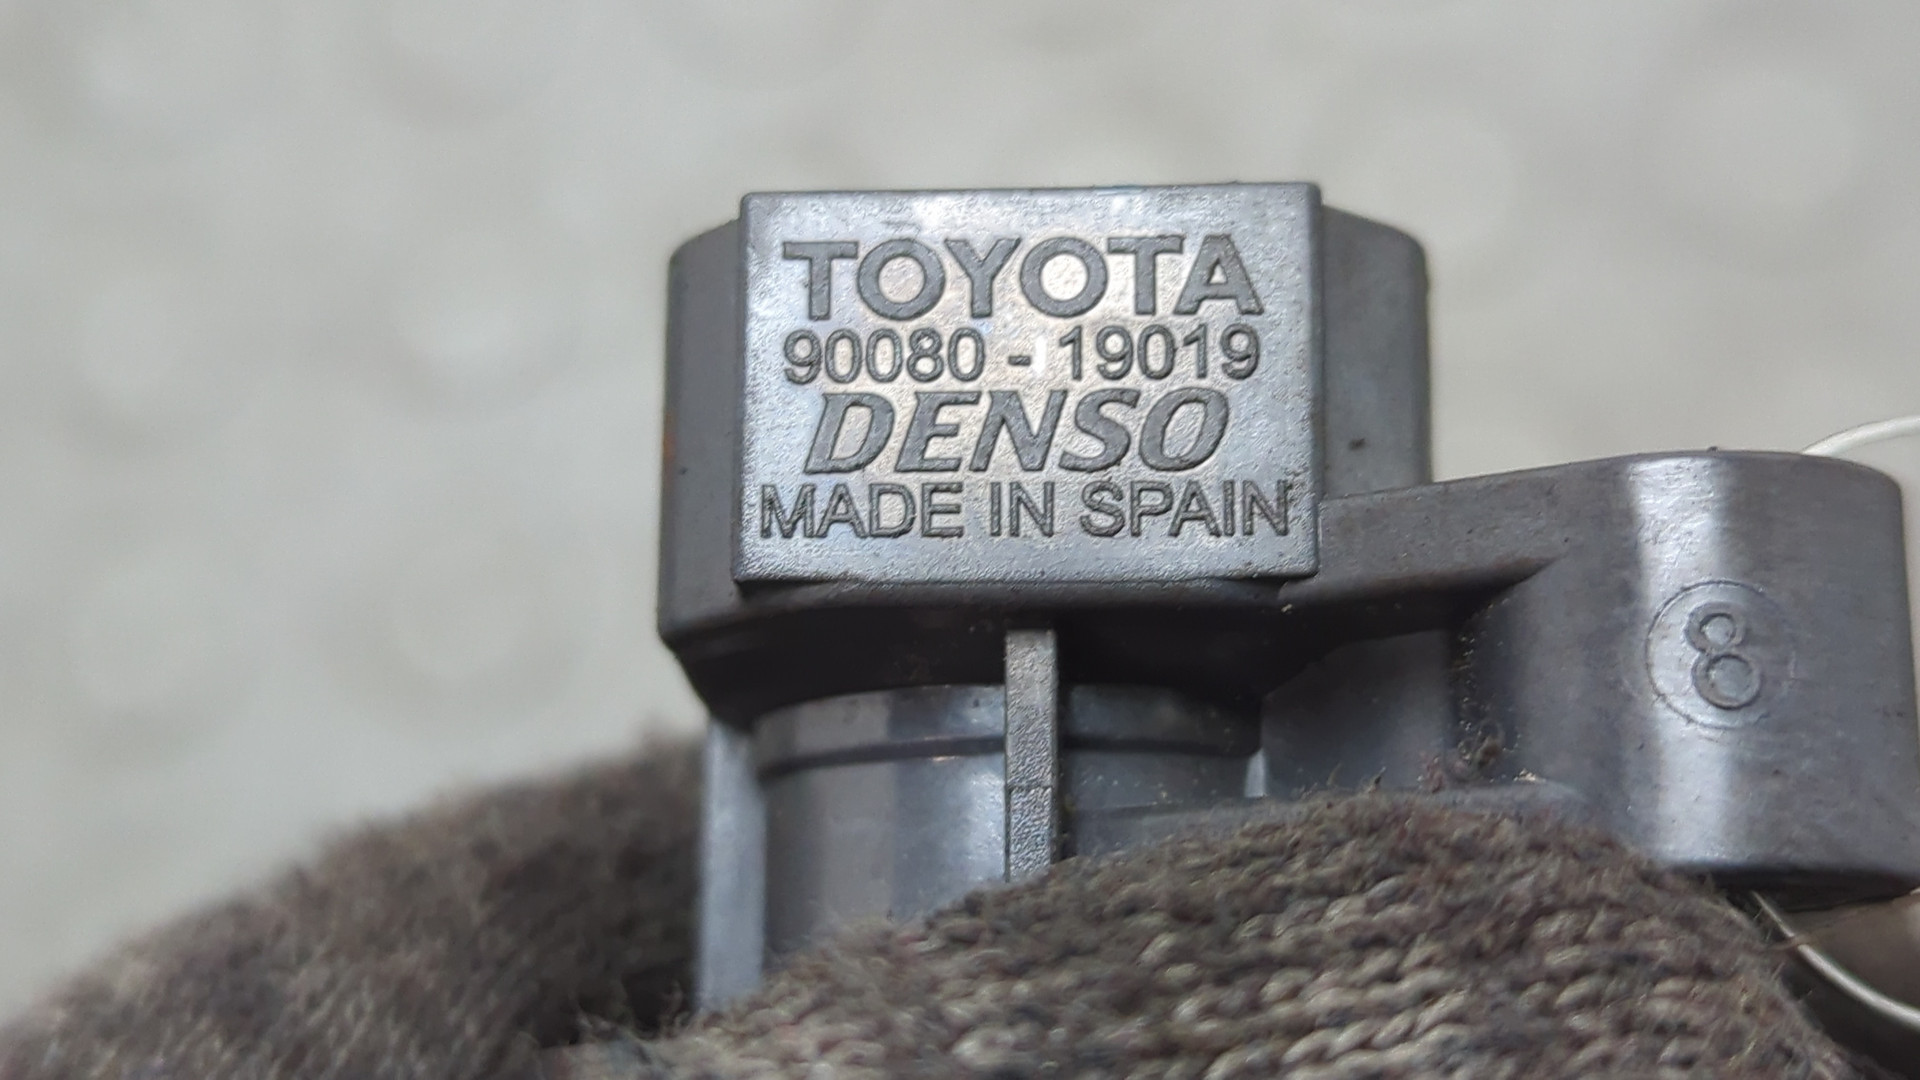 TOYOTA
90080-19019
DENSO
MADE IN SPAIN
8